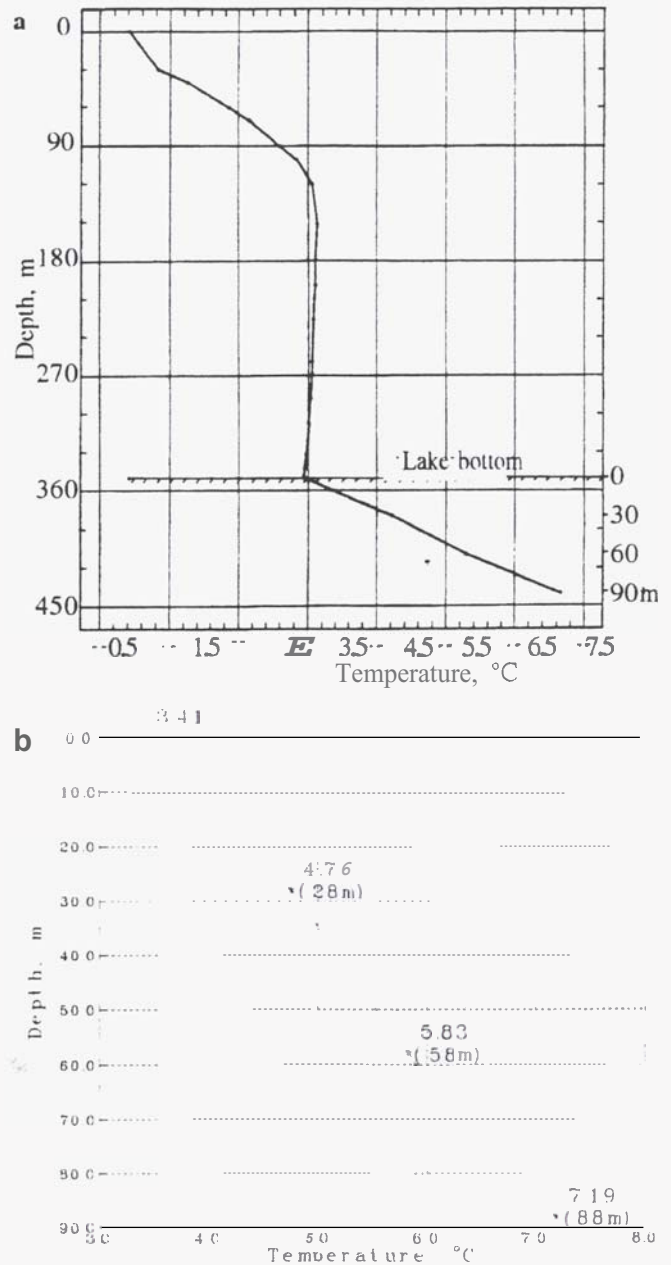 a
0
90
180
270
360
450
Depth, m
Lake bottom
0
30
60
90m
--0.5 -- 1.5 -- E 3.5-- 4.5-- 5.5 -- 6.5 --7.5
Temperature, °C
3 41
b
0 0
10.0
20.0
4.76
(28m)
30.0
40.0
50.0
5.83
(58m)
60.0
70.0
80.0
7 19
(88m)
90.0
Depth, m
3 0 4 0 5 0 6 0 7 0 8.0
Temperature °C